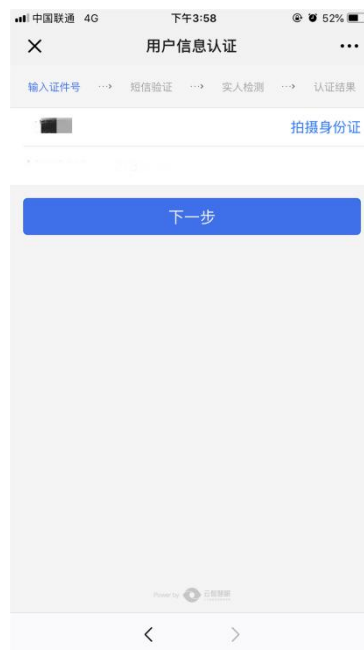 中国联通 4G 下午3:58 52%
用户信息认证
输入证件号 短信验证 实人检测 认证结果
拍摄身份证
下一步
Power by